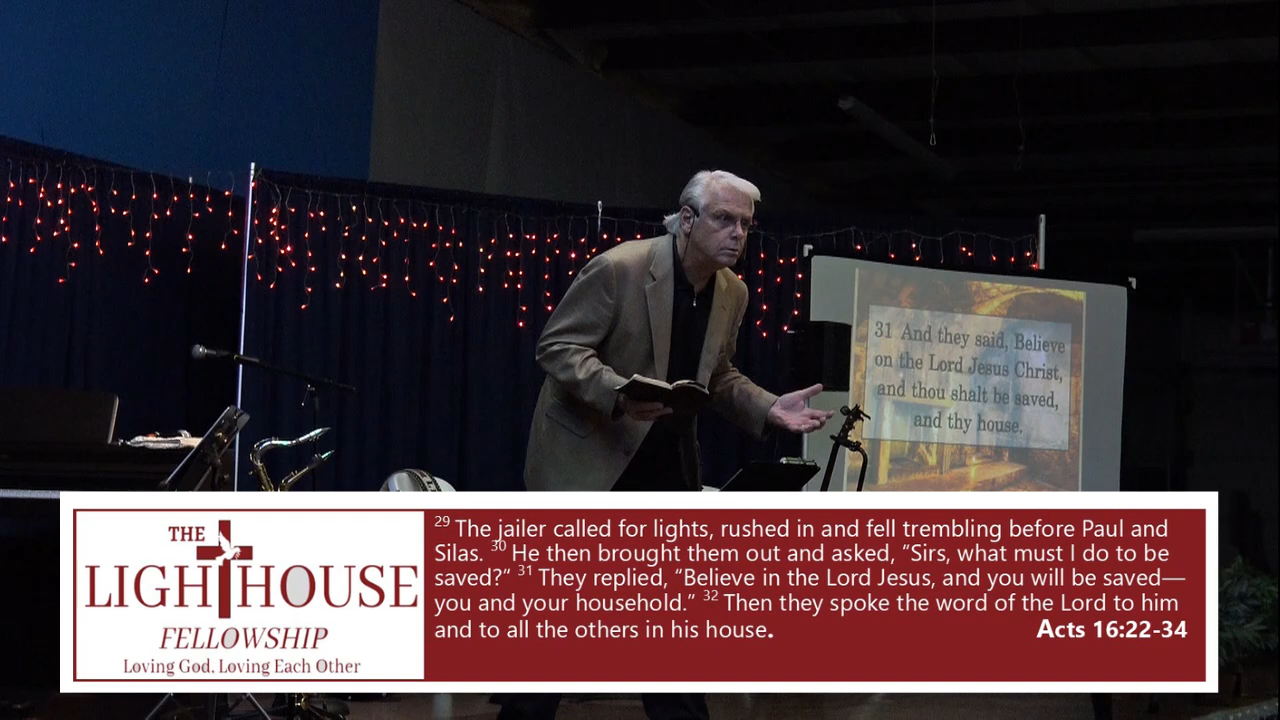 31 And they said, Believe
on the Lord Jesus Christ,
and thou shalt be saved,
and thy house.
THE
LIGHTHOUSE
FELLOWSHIP
Loving God, Loving Each Other
29 The jailer called for lights, rushed in and fell trembling before Paul and
Silas. 30 He then brought them out and asked, “Sirs, what must I do to be
saved?” 31 They replied, “Believe in the Lord Jesus, and you will be saved—
you and your household.” 32 Then they spoke the word of the Lord to him
and to all the others in his house.
Acts 16:22-34